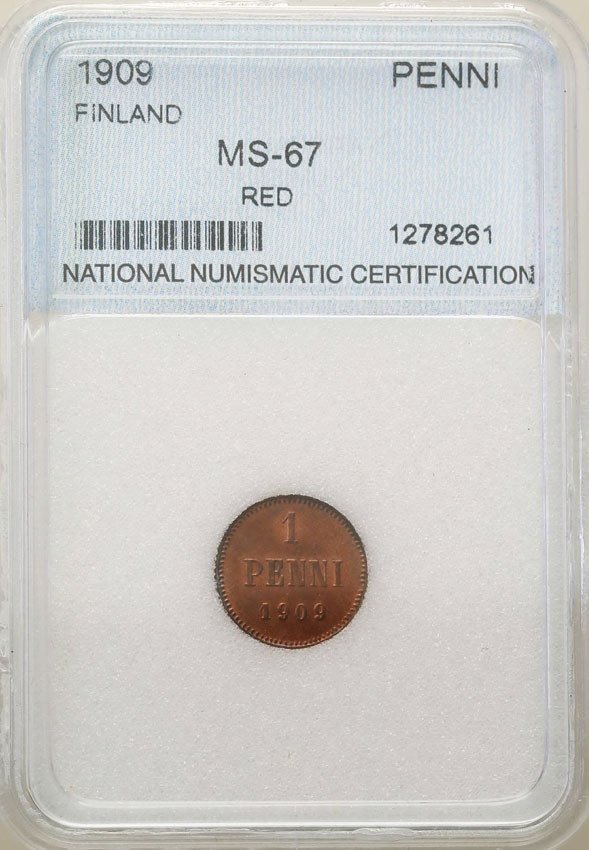 1909 PENNI
FINLAND
MS-67
RED
1278261
NATIONAL NUMISMATIC CERTIFICATION
1
PENNI
1909